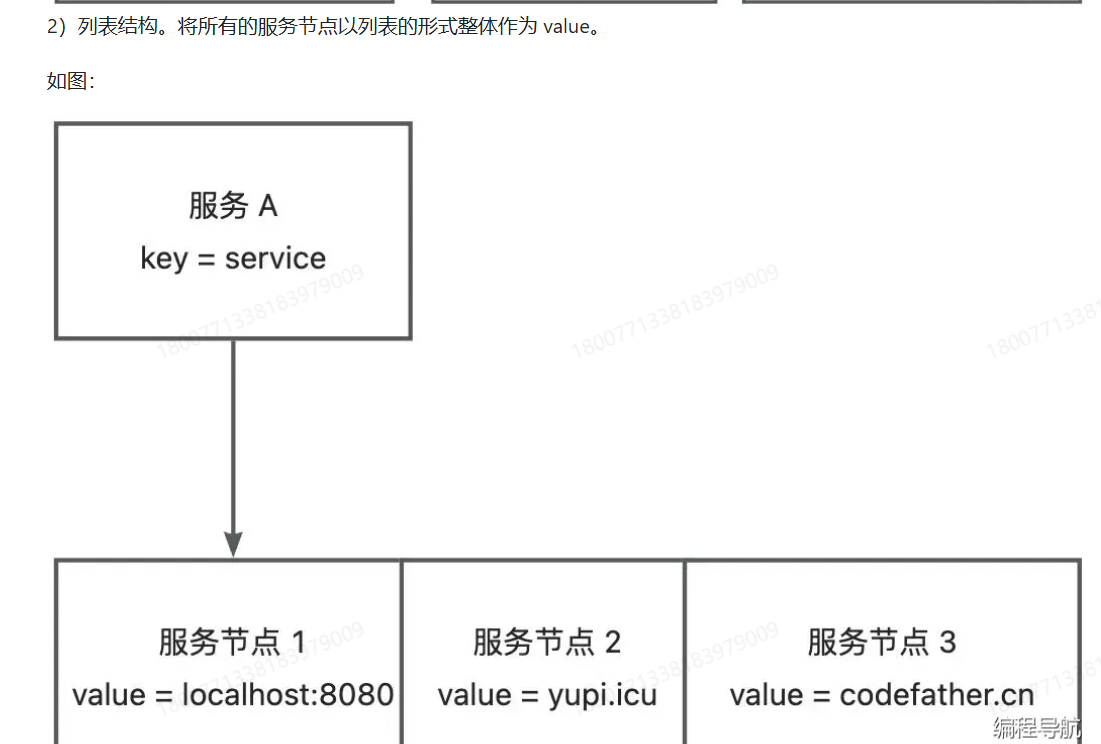 2）列表结构。将所有的服务节点以列表的形式整体作为 value。
如图：
服务 A
key = service
1800771338183979009
1800771338183979009
180077133818
服务节点 1
value = localhost:8080
服务节点 2
value = yupi.icu
服务节点 3
value = codefather.cn
编程导航